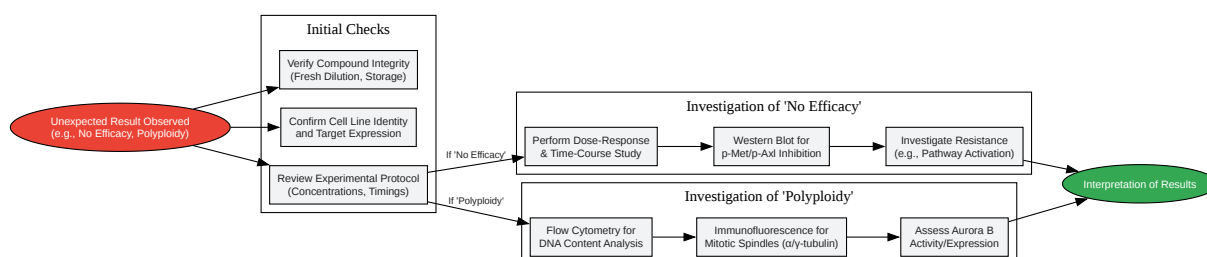 Initial Checks
Verify Compound Integrity
(Fresh Dilution, Storage)
Unexpected Result Observed
(e.g., No Efficacy, Polyploidy)
Confirm Cell Line Identity
and Target Expression
Review Experimental Protocol
(Concentrations, Timings)
If 'No Efficacy'
If 'Polyploidy'
Investigation of 'No Efficacy'
Perform Dose-Response
& Time-Course Study
Western Blot for
p-Met/p-Axl Inhibition
Investigate Resistance
(e.g., Pathway Activation)
Investigation of 'Polyploidy'
Flow Cytometry for
DNA Content Analysis
Immunofluorescence for
Mitotic Spindles (α/γ-tubulin)
Assess Aurora B
Activity/Expression
Interpretation of Results